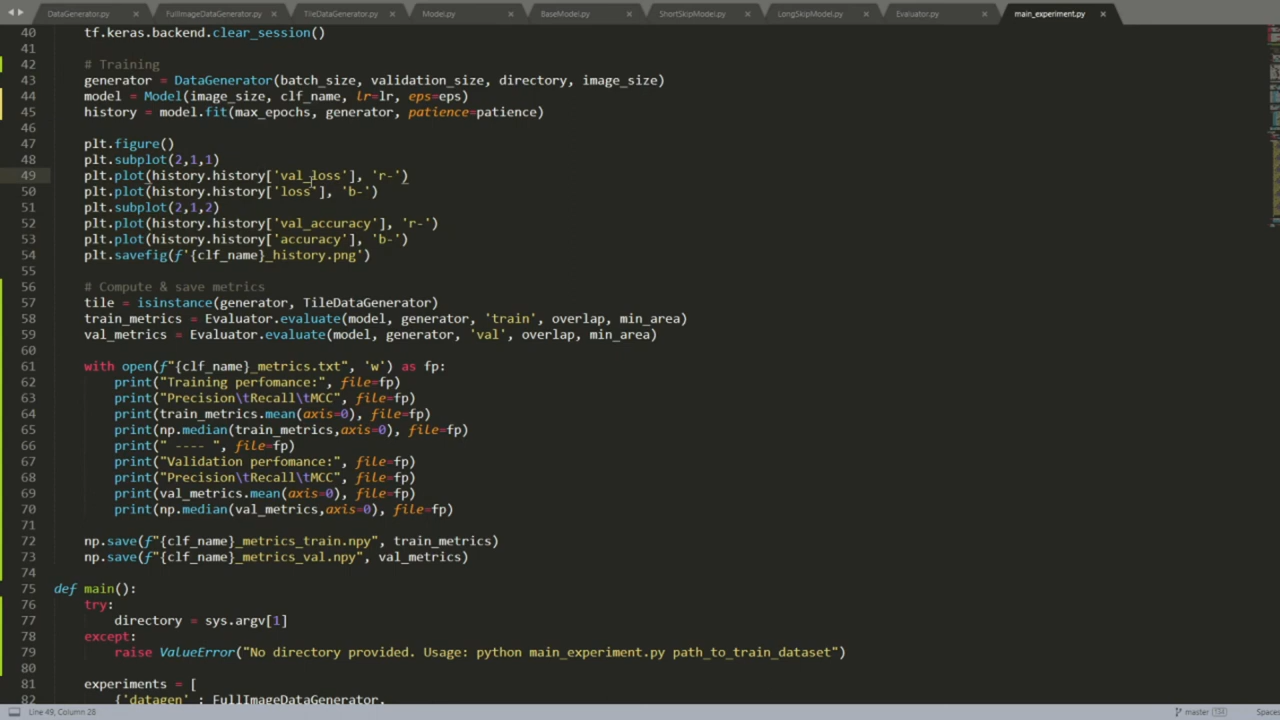 DataGenerator.py
FullImageDataGenerator.py
TileDataGenerator.py
Model.py
BaseModel.py
ShortSkipModel.py
LongSkipModel.py
Evaluator.py
main_experiment.py
40 tf.keras.backend.clear_session()
41
42 # Training
43 generator = DataGenerator(batch_size, validation_size, directory, image_size)
44 model = Model(image_size, clf_name, lr=lr, eps=eps)
45 history = model.fit(max_epochs, generator, patience=patience)
46
47 plt.figure()
48 plt.subplot(2,1,1)
49 plt.plot(history.history['val_loss'], 'r-')
50 plt.plot(history.history['loss'], 'b-')
51 plt.subplot(2,1,2)
52 plt.plot(history.history['val_accuracy'], 'r-')
53 plt.plot(history.history['accuracy'], 'b-')
54 plt.savefig(f'{clf_name}_history.png')
55
56 # Compute & save metrics
57 tile = isinstance(generator, TileDataGenerator)
58 train_metrics = Evaluator.evaluate(model, generator, 'train', overlap, min_area)
59 val_metrics = Evaluator.evaluate(model, generator, 'val', overlap, min_area)
60
61 with open(f"{clf_name}_metrics.txt", 'w') as fp:
62 print("Training perfomance:", file=fp)
63 print("Precision\tRecall\tMCC", file=fp)
64 print(train_metrics.mean(axis=0), file=fp)
65 print(np.median(train_metrics,axis=0), file=fp)
66 print(" ---- ", file=fp)
67 print("Validation perfomance:", file=fp)
68 print("Precision\tRecall\tMCC", file=fp)
69 print(val_metrics.mean(axis=0), file=fp)
70 print(np.median(val_metrics,axis=0), file=fp)
71
72 np.save(f"{clf_name}_metrics_train.npy", train_metrics)
73 np.save(f"{clf_name}_metrics_val.npy", val_metrics)
74
75 def main():
76 try:
77 directory = sys.argv[1]
78 except:
79 raise ValueError("No directory provided. Usage: python main_experiment.py path_to_train_dataset")
80
81 experiments = [
82 {'datagen' : FullImageDataGenerator,
Line 49, Column 26
master
Spaces